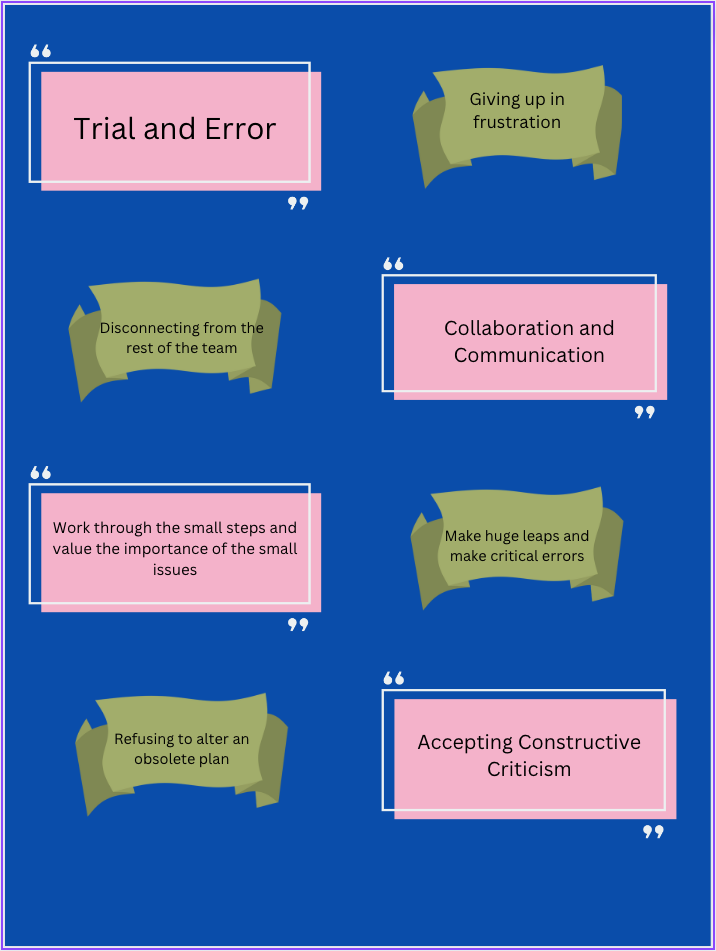 Trial and Error
Giving up in
frustration
Disconnecting from the
rest of the team
Collaboration and
Communication
Work through the small steps and
value the importance of the small
issues
Make huge leaps and
make critical errors
Refusing to alter an
obsolete plan
Accepting Constructive
Criticism